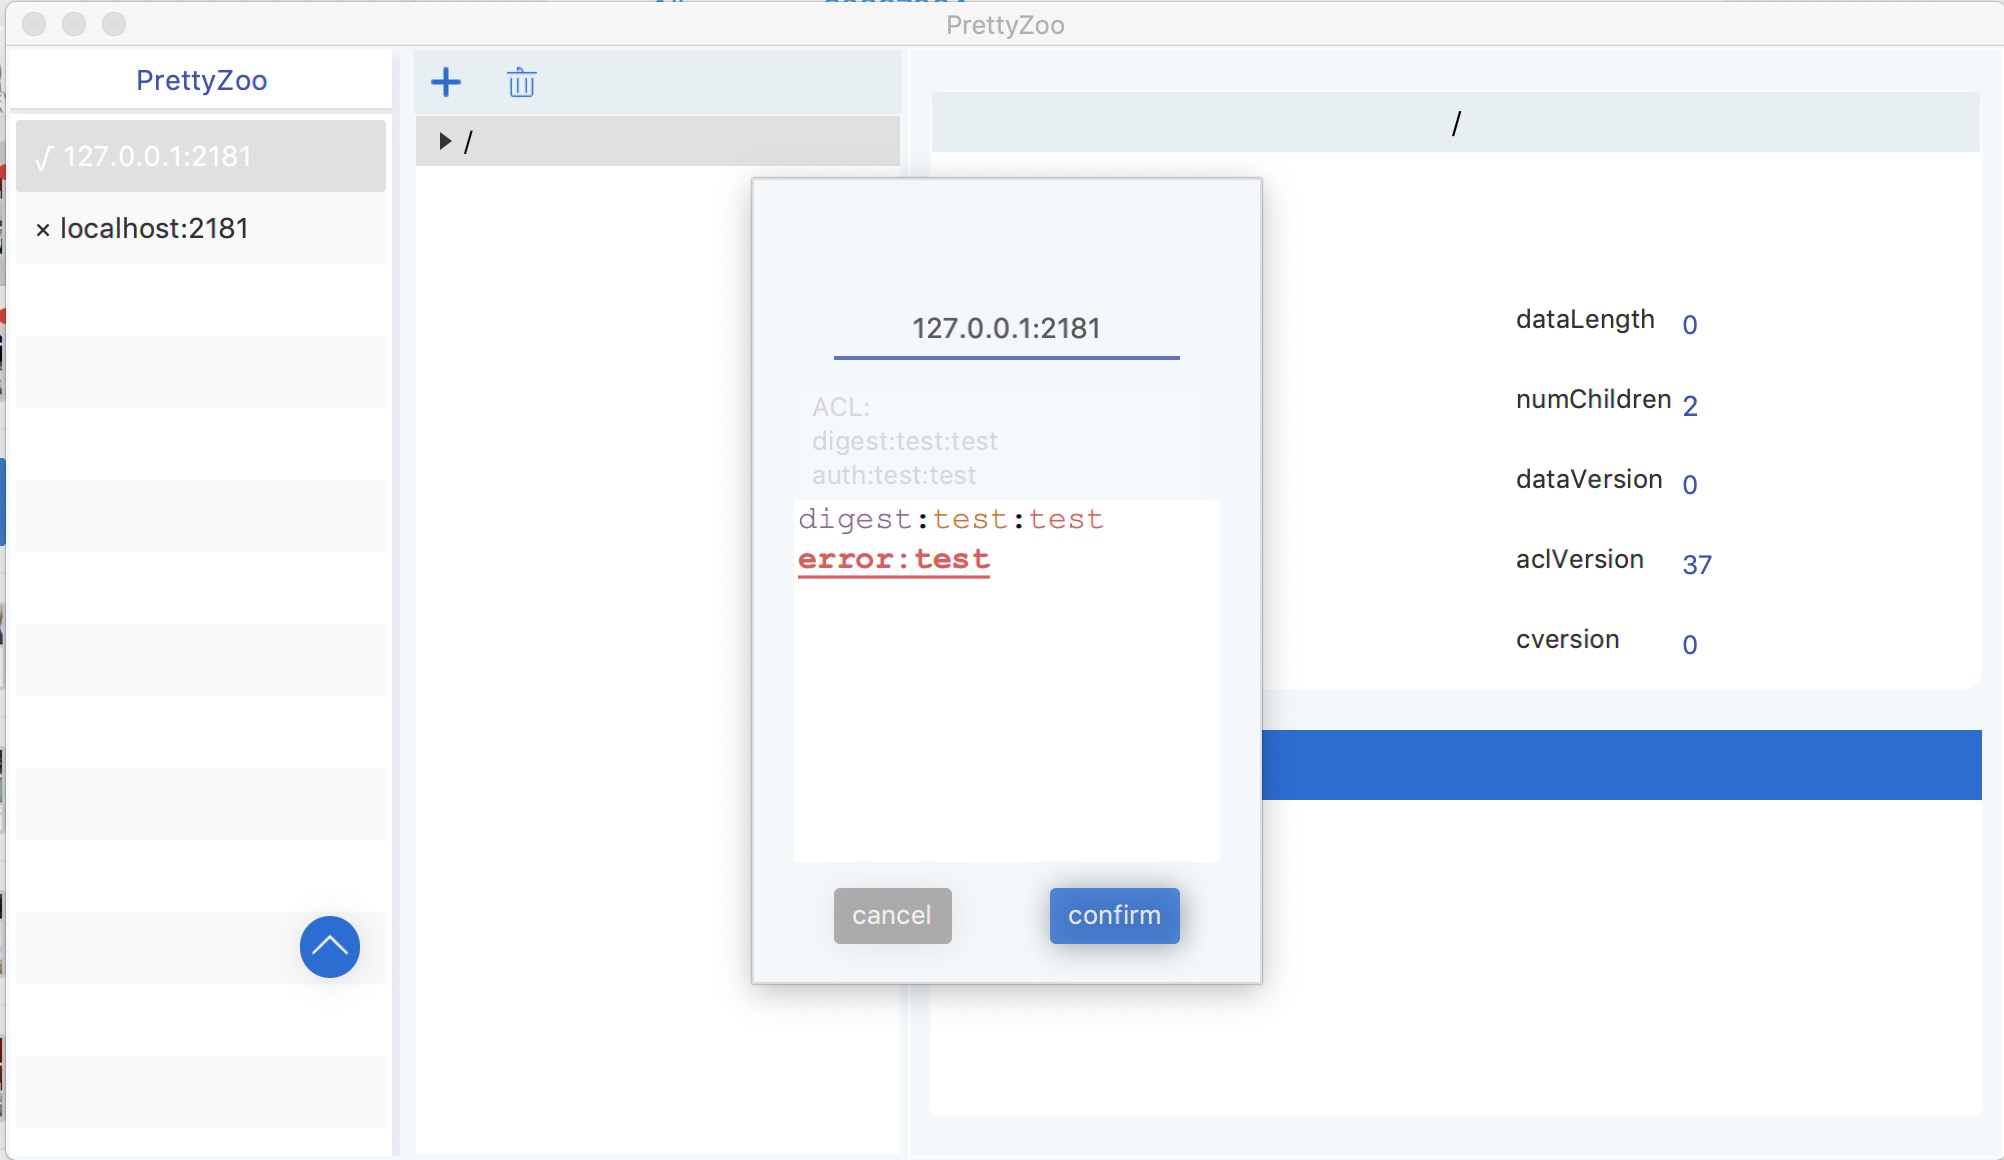 PrettyZoo
PrettyZoo
√ 127.0.0.1:2181
× localhost:2181
/
/
127.0.0.1:2181
ACL:
digest:test:test
auth:test:test
digest:test:test
error:test
cancel
confirm
dataLength 0
numChildren 2
dataVersion 0
aclVersion 37
cversion 0